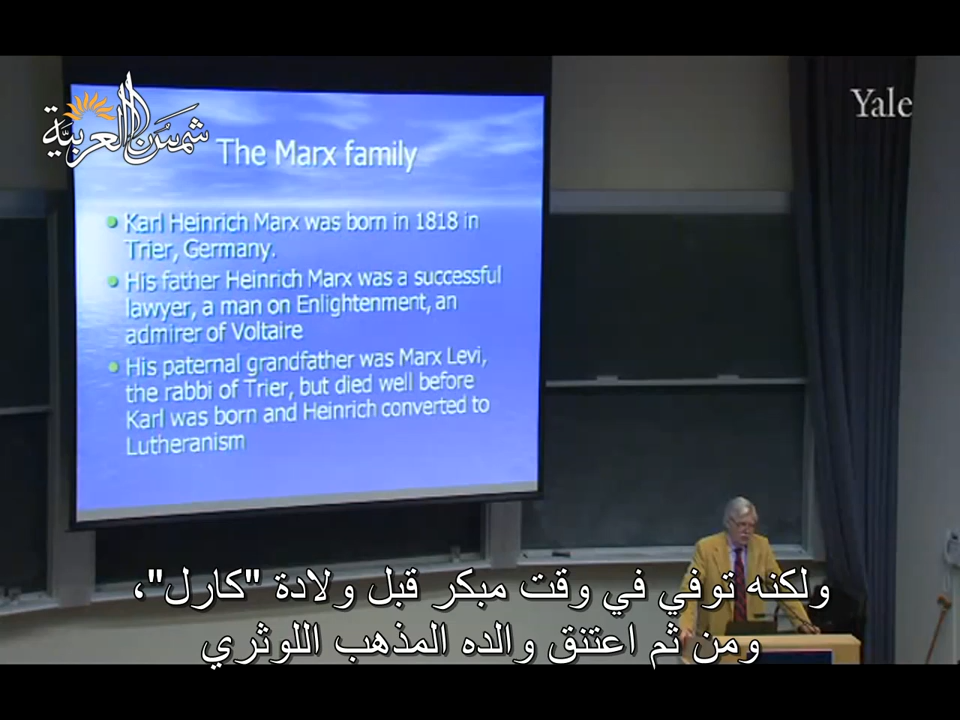 شمس العربية
Yale
The Marx family
Karl Heinrich Marx was born in 1818 in
Trier, Germany.
His father Heinrich Marx was a successful
lawyer, a man on Enlightenment, an
admirer of Voltaire
His paternal grandfather was Marx Levi,
the rabbi of Trier, but died well before
Karl was born and Heinrich converted to
Lutheranism
ولكنه توفي في وقت مبكر قبل ولادة "كارل"،
ومن ثم اعتنق والده المذهب اللوثري